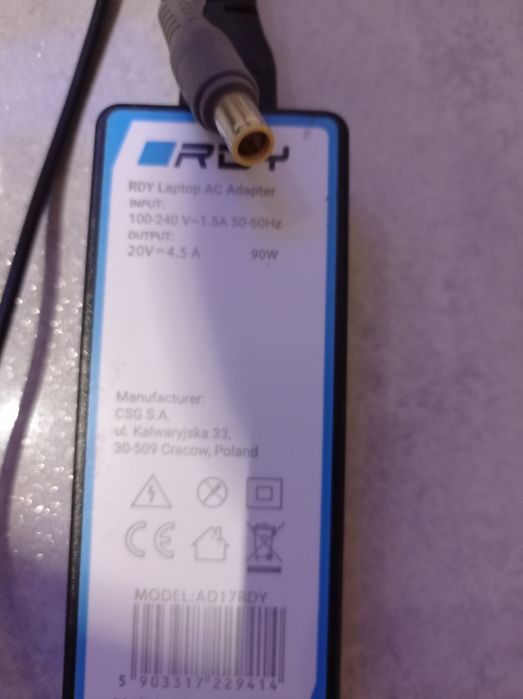 RDY
RDY Laptop AC Adapter
INPUT:
100-240 V~1.5A 50-60Hz
OUTPUT:
20V⎓4.5 A 90W
Manufacturer:
CSG S.A.
ul. Kalwaryjska 33,
30-509 Cracow, Poland
CE
MODEL:AD17RDY
5 903317 229414